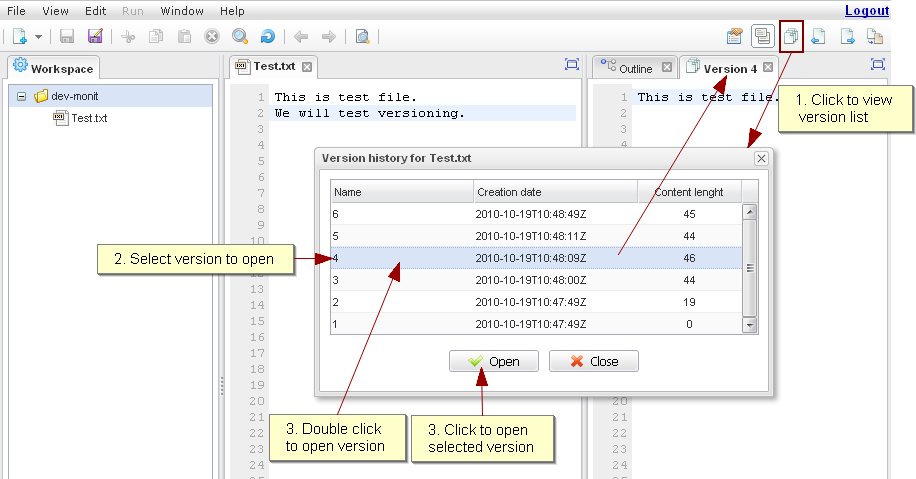 File View Edit Run Window Help Logout
Workspace
Test.txt
Outline
Version 4
dev-monit
Test.txt
1 This is test file.
2 We will test versioning.
3
4
5
6
7
8
9
10
11
12
13
14
15
16
17
18
19
20
21
22
23
24
1 This is test file.
2
3
20
21
22
23
24
1. Click to view
version list
Version history for Test.txt
Name Creation date Content lenght
6 2010-10-19T10:48:49Z 45
5 2010-10-19T10:48:11Z 44
4 2010-10-19T10:48:09Z 46
3 2010-10-19T10:48:00Z 44
2 2010-10-19T10:47:49Z 19
1 2010-10-19T10:47:49Z 0
Open Close
2. Select version to open
3. Double click
to open version
3. Click to open
selected version